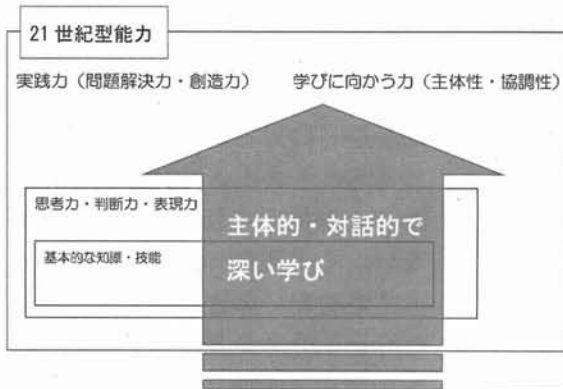 21世紀型能力
実践力（問題解決力・創造力）　学びに向かう力（主体性・協調性）
思考力・判断力・表現力
主体的・対話的で
基本的な知識・技能
深い学び